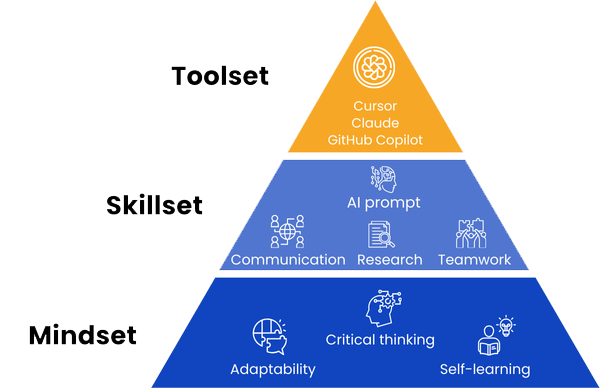 Toolset
Cursor
Claude
GitHub Copilot
Skillset
AI prompt
Communication
Research
Teamwork
Mindset
Critical thinking
Adaptability
Self-learning